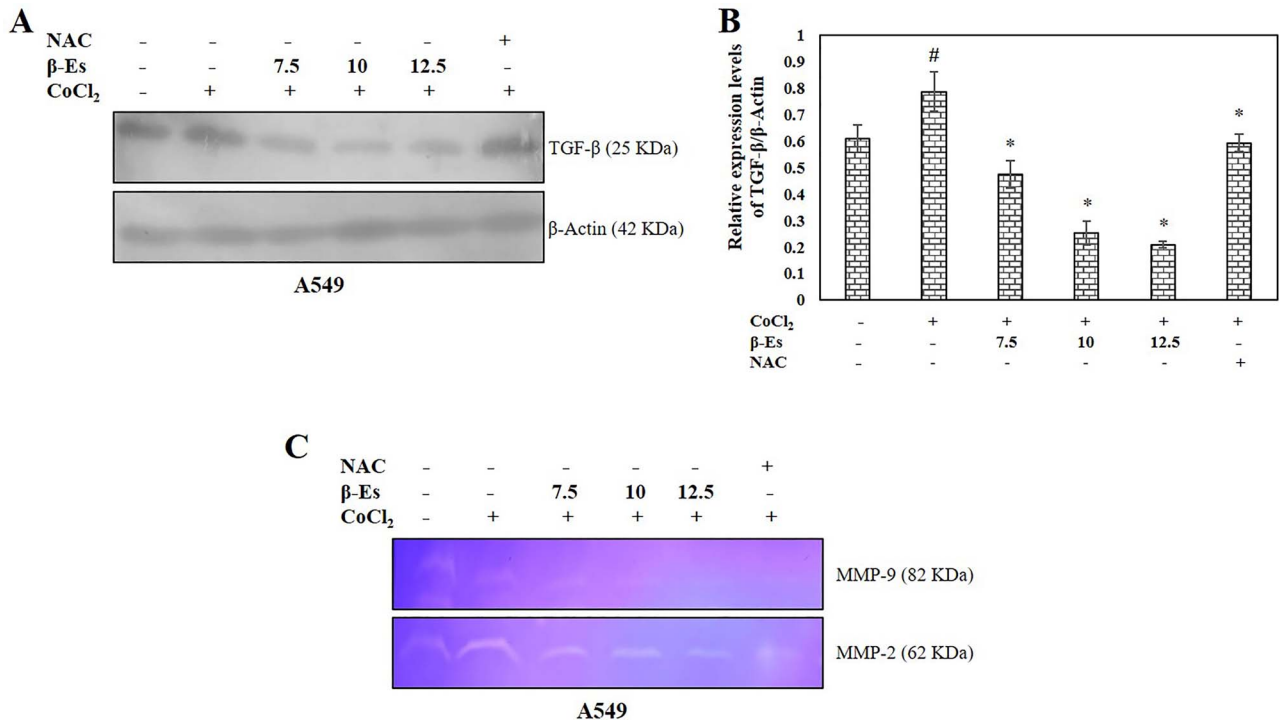 A
NAC - - - - - +
β-Es - - 7.5 10 12.5 -
CoCl₂ - + + + + +
TGF-β (25 KDa)
β-Actin (42 KDa)
A549
B
Relative expression levels
of TGF-β/β-Actin
1
0.9
0.8
0.7
0.6
0.5
0.4
0.3
0.2
0.1
0
# * * * *
CoCl₂ - + + + + +
β-Es - - 7.5 10 12.5 -
NAC - - - - - +
C
NAC - - - - - +
β-Es - - 7.5 10 12.5 -
CoCl₂ - + + + + +
MMP-9 (82 KDa)
MMP-2 (62 KDa)
A549